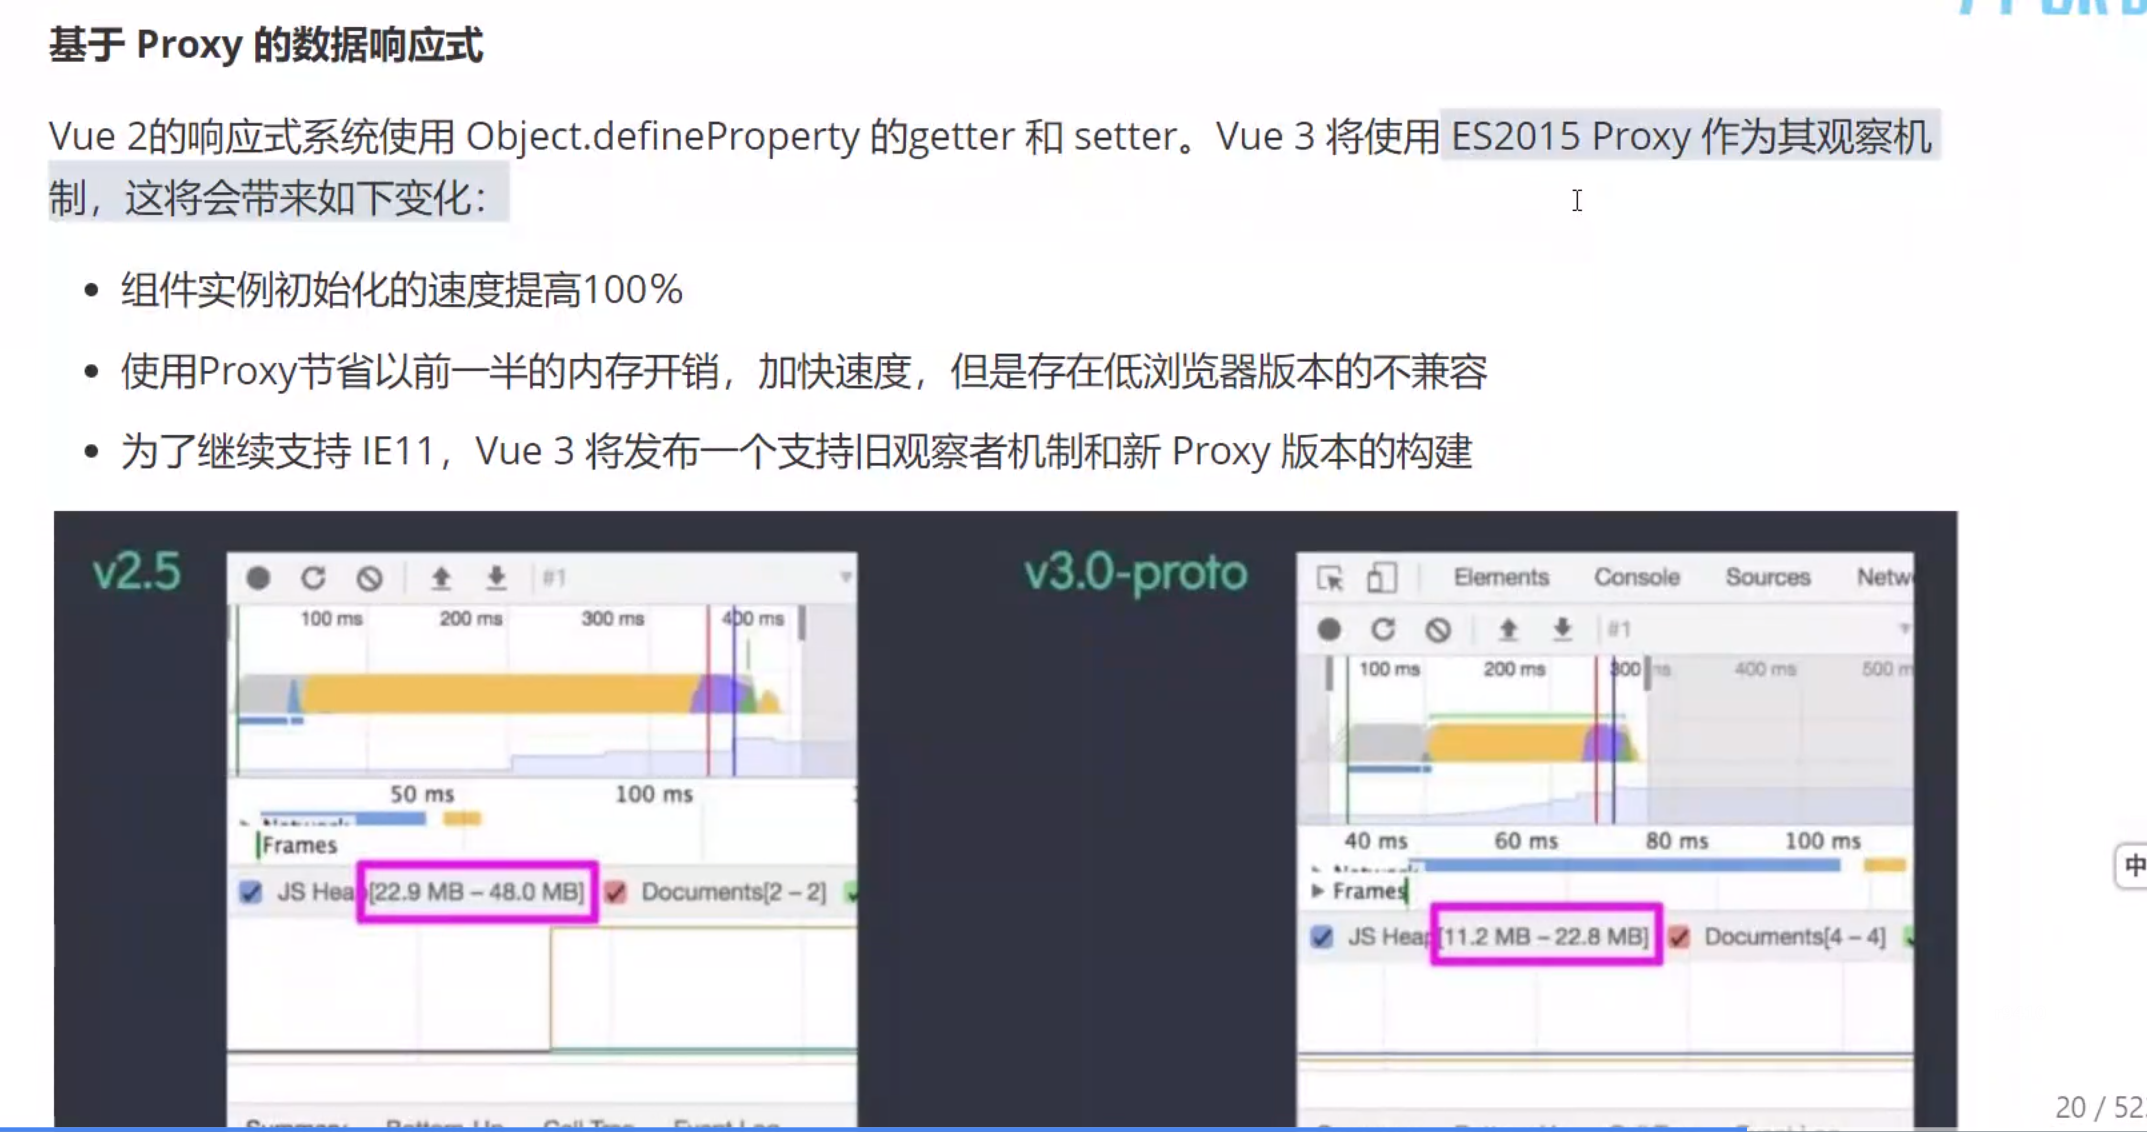 基于 Proxy 的数据响应式
Vue 2的响应式系统使用 Object.defineProperty 的getter 和 setter。Vue 3 将使用 ES2015 Proxy 作为其观察机
制，这将会带来如下变化：
• 组件实例初始化的速度提高100%
• 使用Proxy节省以前一半的内存开销，加快速度，但是存在低浏览器版本的不兼容
• 为了继续支持 IE11，Vue 3 将发布一个支持旧观察者机制和新 Proxy 版本的构建
v2.5
#1
100 ms 200 ms 300 ms 400 ms
50 ms 100 ms
Frames
JS Hea [22.9 MB – 48.0 MB] Documents[2 – 2]
v3.0-proto
Elements Console Sources Netw
#1
100 ms 200 ms 300 ms 400 ms 500 m
40 ms 60 ms 80 ms 100 ms
Frames
JS Heap [11.2 MB – 22.8 MB] Documents[4 – 4]
中
20 / 52